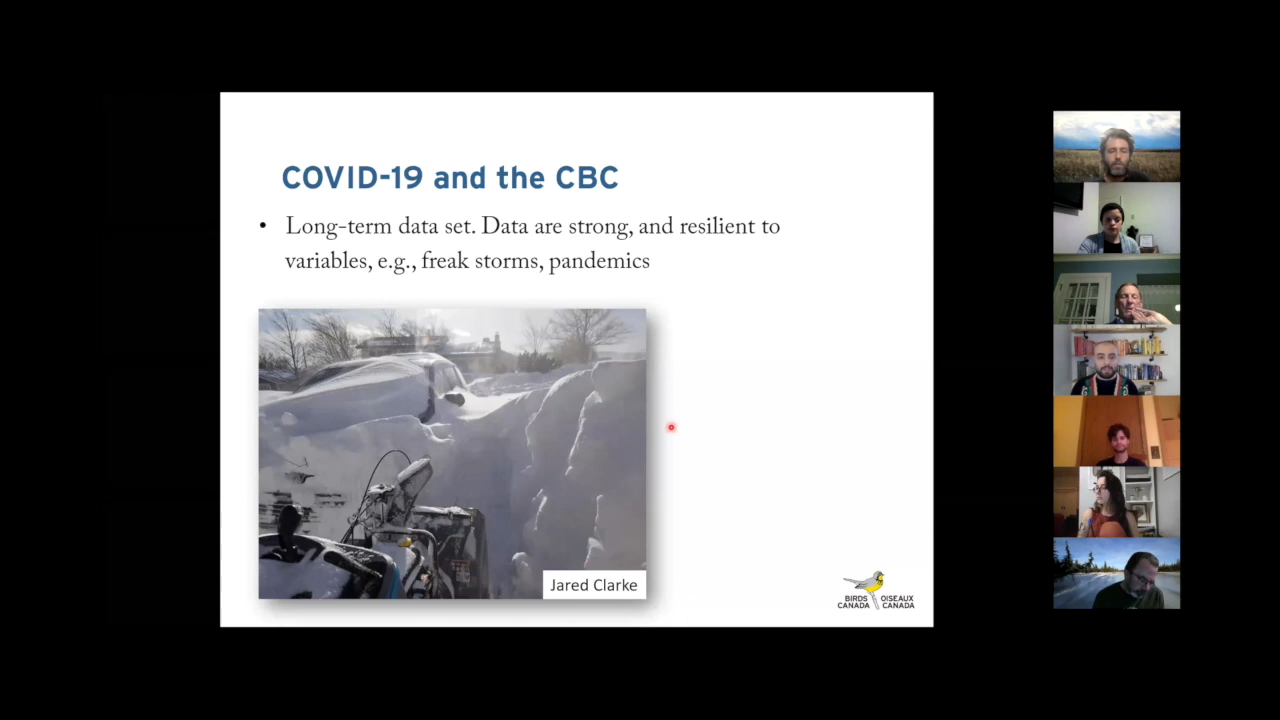 COVID-19 and the CBC
• Long-term data set. Data are strong, and resilient to
variables, e.g., freak storms, pandemics
Jared Clarke
BIRDS OISEAUX
CANADA CANADA